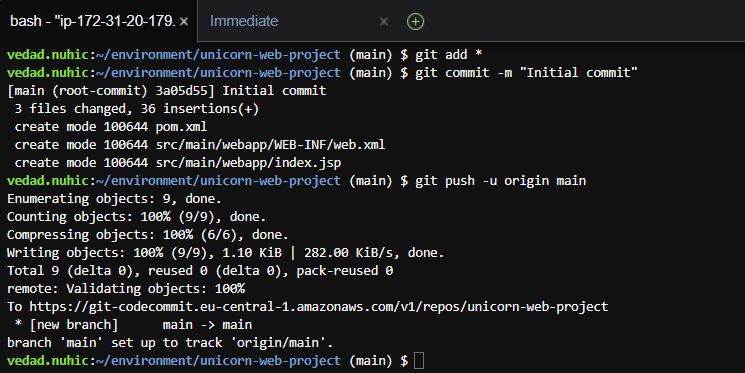 bash - "ip-172-31-20-179. × Immediate × +
vedad.nuhic:~/environment/unicorn-web-project (main) $ git add *
vedad.nuhic:~/environment/unicorn-web-project (main) $ git commit -m "Initial commit"
[main (root-commit) 3a05d55] Initial commit
 3 files changed, 36 insertions(+)
 create mode 100644 pom.xml
 create mode 100644 src/main/webapp/WEB-INF/web.xml
 create mode 100644 src/main/webapp/index.jsp
vedad.nuhic:~/environment/unicorn-web-project (main) $ git push -u origin main
Enumerating objects: 9, done.
Counting objects: 100% (9/9), done.
Compressing objects: 100% (6/6), done.
Writing objects: 100% (9/9), 1.10 KiB | 282.00 KiB/s, done.
Total 9 (delta 0), reused 0 (delta 0), pack-reused 0
remote: Validating objects: 100%
To https://git-codecommit.eu-central-1.amazonaws.com/v1/repos/unicorn-web-project
 * [new branch]      main -> main
branch 'main' set up to track 'origin/main'.
vedad.nuhic:~/environment/unicorn-web-project (main) $